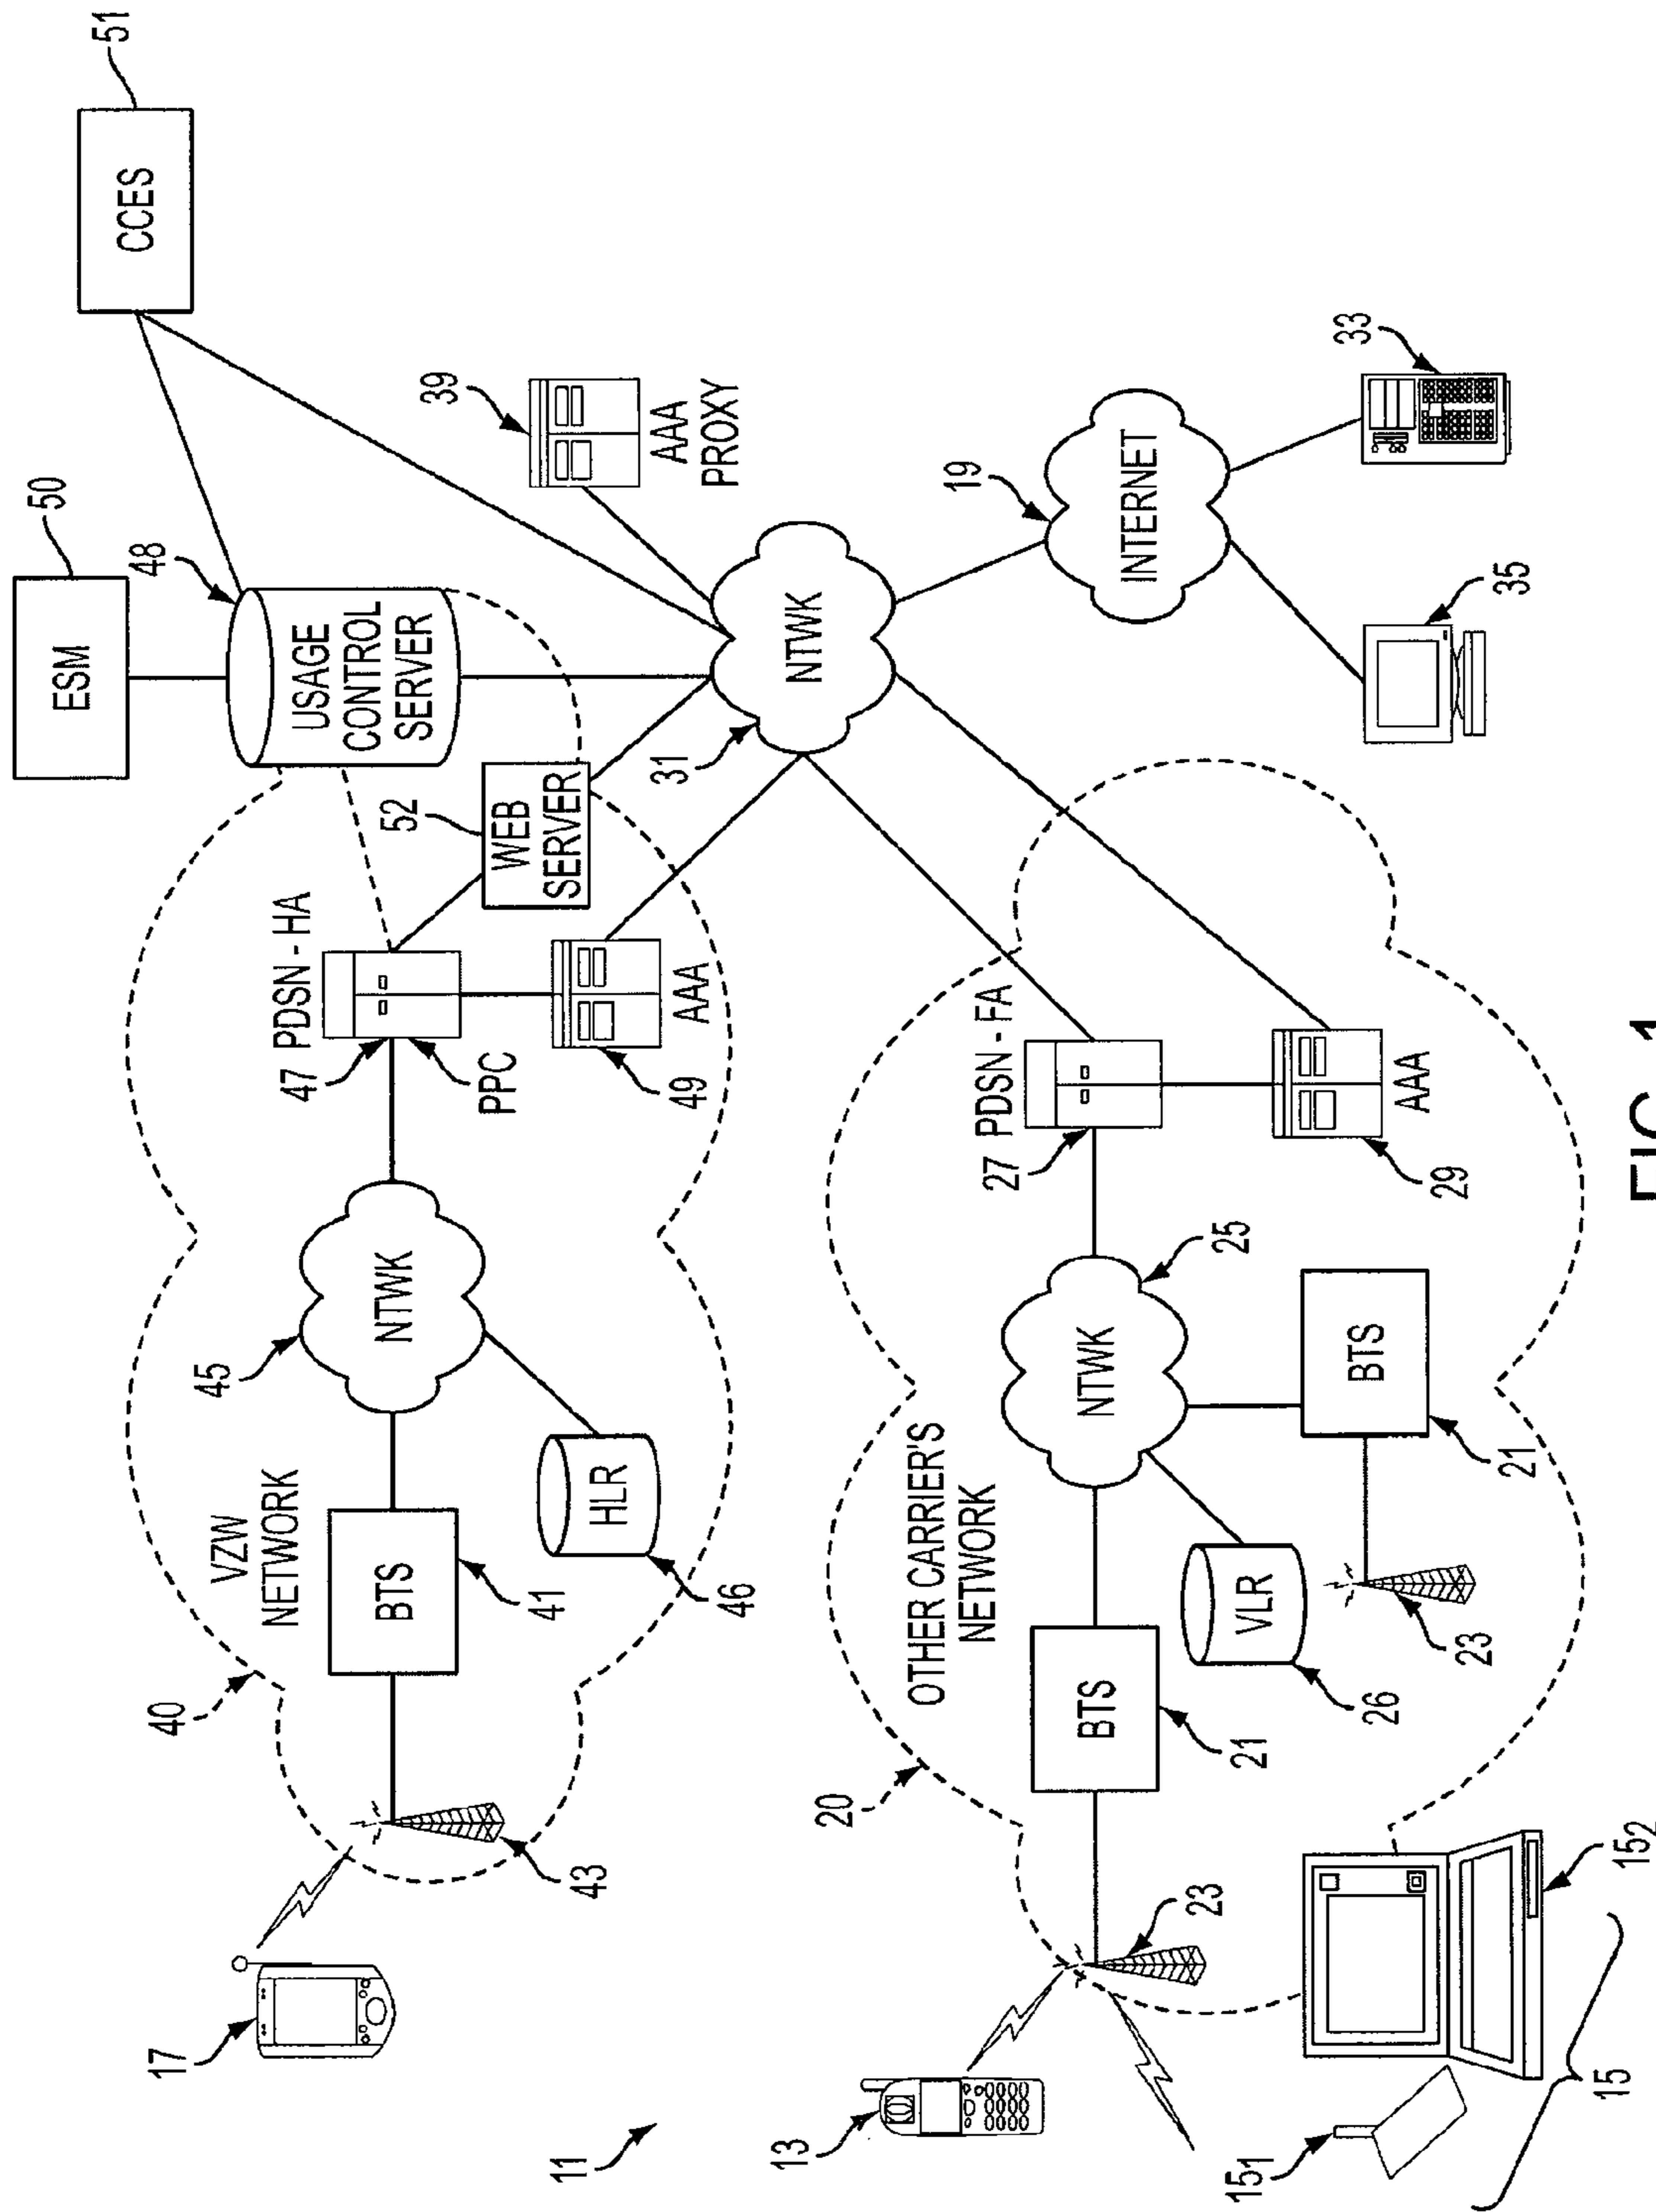 51
CCES
50
ESM
48
USAGE
CONTROL
SERVER
39
AAA
PROXY
52
WEB
SERVER
31
NTWK
19
INTERNET
33
35
PDSN - HA
47
PPC
AAA
49
45
NTWK
VZW
NETWORK
BTS
41
HLR
46
40
43
17
PDSN - FA
27
AAA
29
25
NTWK
OTHER CARRIER'S
NETWORK
BTS
21
VLR
26
BTS
21
23
20
23
13
11
15₁
15₂
15
FIG. 1